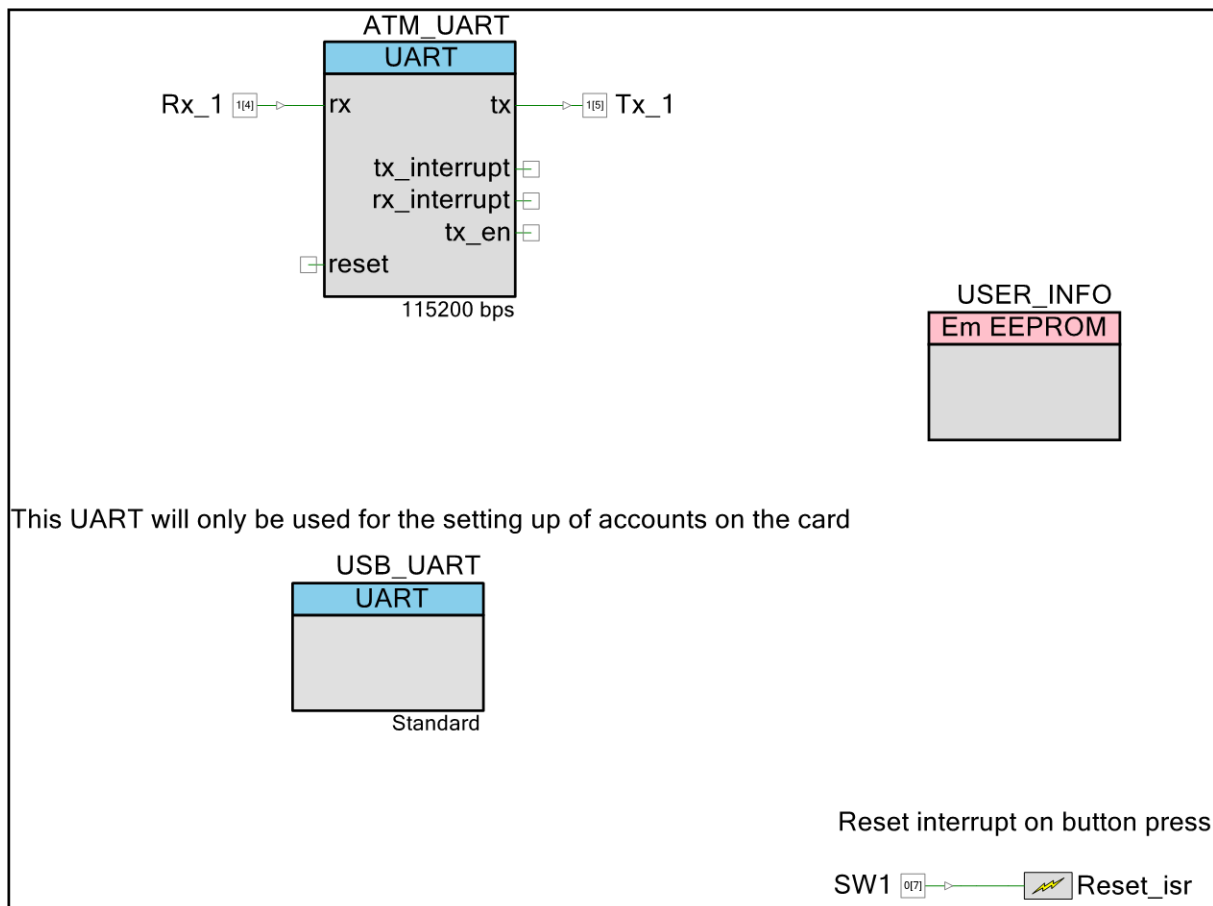 ATM_UART
UART
Rx_1 1[4] rx tx 1[5] Tx_1
tx_interrupt
rx_interrupt
tx_en
reset
115200 bps
USER_INFO
Em EEPROM
This UART will only be used for the setting up of accounts on the card
USB_UART
UART
Standard
Reset interrupt on button press
SW1 0[7] Reset_isr